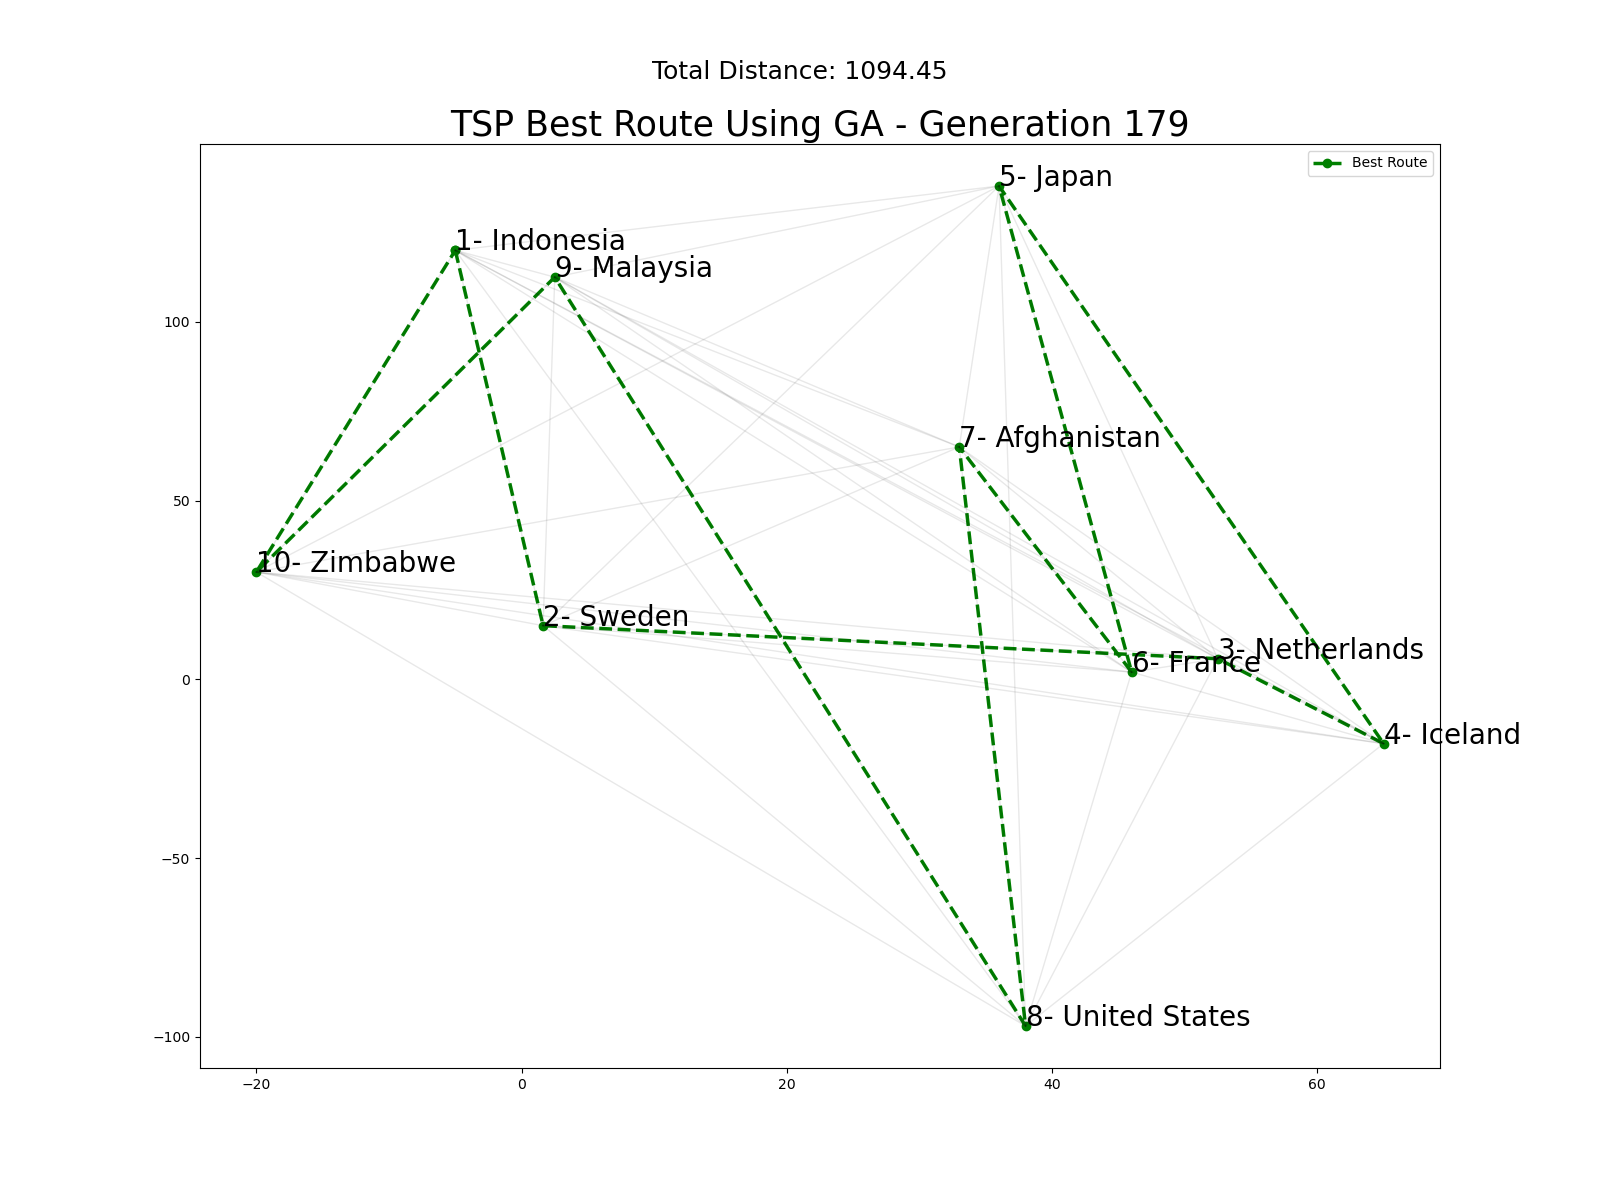 Total Distance: 1094.45
TSP Best Route Using GA - Generation 179
Best Route
5- Japan
1- Indonesia
9- Malaysia
7- Afghanistan
10- Zimbabwe
2- Sweden
3- Netherlands
6- France
4- Iceland
8- United States
100
50
0
−50
−100
−20
0
20
40
60